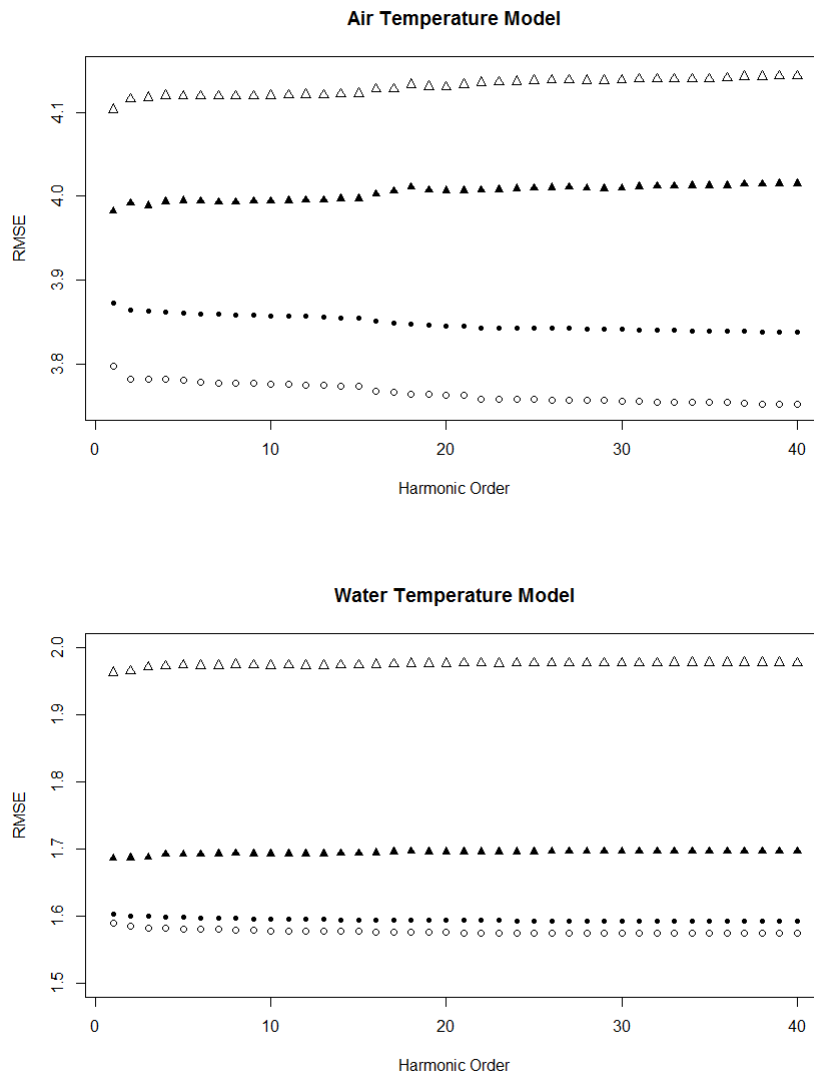 Air Temperature Model
RMSE
4.1
4.0
3.9
3.8
0 10 20 30 40
Harmonic Order
Water Temperature Model
RMSE
2.0
1.9
1.8
1.7
1.6
1.5
0 10 20 30 40
Harmonic Order